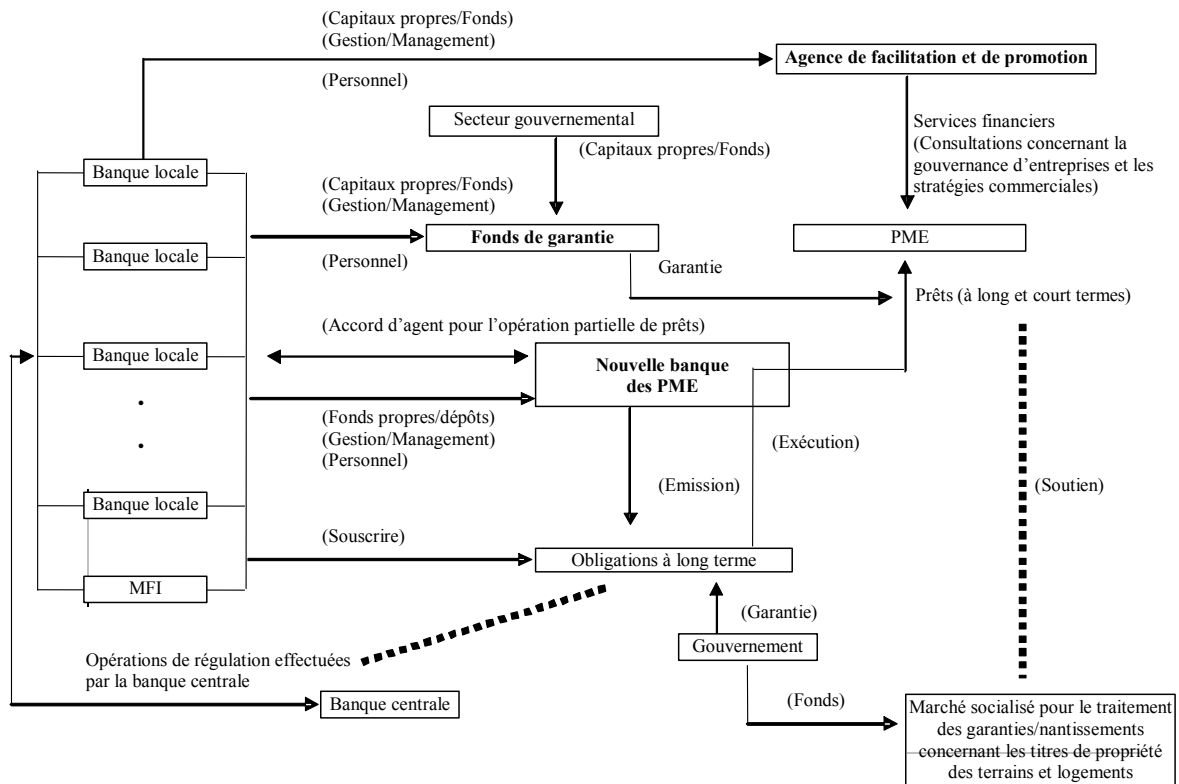 (Capitaux propres/Fonds)
(Gestion/Management)
(Personnel)
Agence de facilitation et de promotion
Secteur gouvernemental
(Capitaux propres/Fonds)
Services financiers
(Consultations concernant la
gouvernance d'entreprises et les
stratégies commerciales)
Banque locale
(Capitaux propres/Fonds)
(Gestion/Management)
Fonds de garantie
PME
Banque locale
(Personnel)
Garantie
Prêts (à long et court termes)
(Accord d'agent pour l'opération partielle de prêts)
Banque locale
Nouvelle banque
des PME
.
.
(Fonds propres/dépôts)
(Gestion/Management)
(Personnel)
(Exécution)
(Emission)
(Soutien)
Banque locale
(Souscrire)
Obligations à long terme
MFI
(Garantie)
Gouvernement
Opérations de régulation effectuées
par la banque centrale
Banque centrale
(Fonds)
Marché socialisé pour le traitement
des garanties/nantissements
concernant les titres de propriété
des terrains et logements